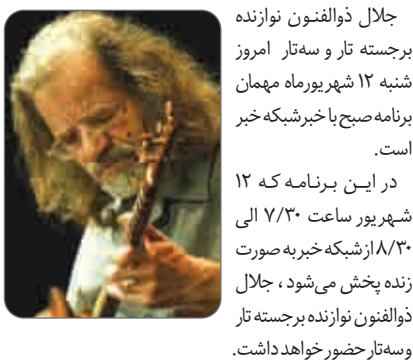 جلال ذوالفنون نوازنده
برجسته تار و سه‌تار امروز
شنبه ۱۲ شهریورماه مهمان
برنامه صبح با خبر شبکه خبر
است.
در این برنامه که ۱۲
شهریور ساعت ۷/۳۰ الی
۸/۳۰ از شبکه خبر به صورت
زنده پخش می‌شود ، جلال
ذوالفنون نوازنده برجسته تار
وسه‌تار حضور خواهد داشت.